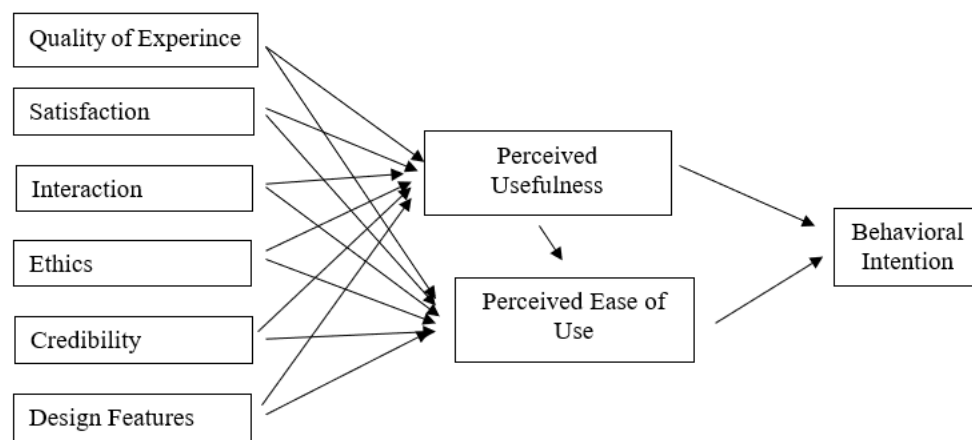 Quality of Experince
Satisfaction
Interaction
Ethics
Credibility
Design Features
Perceived
Usefulness
Perceived Ease of
Use
Behavioral
Intention